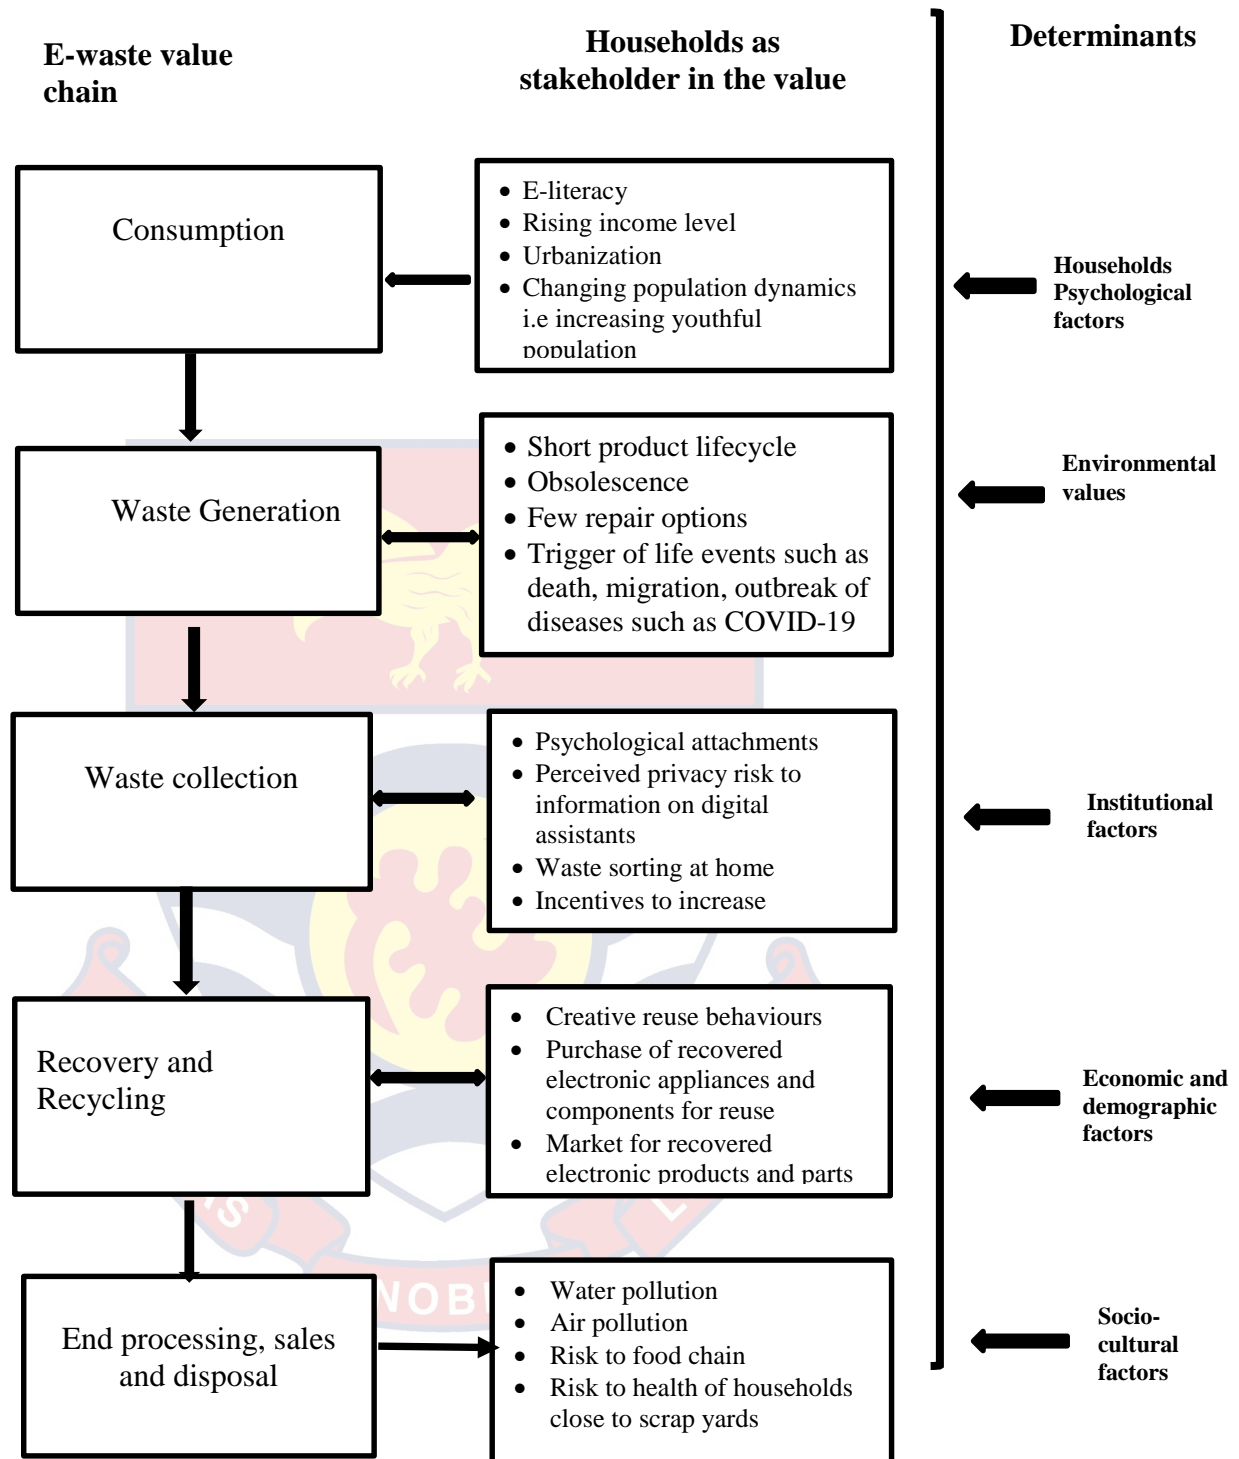 E-waste value
chain
Households as
stakeholder in the value
Determinants
Consumption
• E-literacy
• Rising income level
• Urbanization
• Changing population dynamics
i.e increasing youthful
population
Households
Psychological
factors
Waste Generation
• Short product lifecycle
• Obsolescence
• Few repair options
• Trigger of life events such as
death, migration, outbreak of
diseases such as COVID-19
Environmental
values
Waste collection
• Psychological attachments
• Perceived privacy risk to
information on digital
assistants
• Waste sorting at home
• Incentives to increase
Institutional
factors
Recovery and
Recycling
• Creative reuse behaviours
• Purchase of recovered
electronic appliances and
components for reuse
• Market for recovered
electronic products and parts
Economic and
demographic
factors
End processing, sales
and disposal
• Water pollution
• Air pollution
• Risk to food chain
• Risk to health of households
close to scrap yards
Socio-
cultural
factors